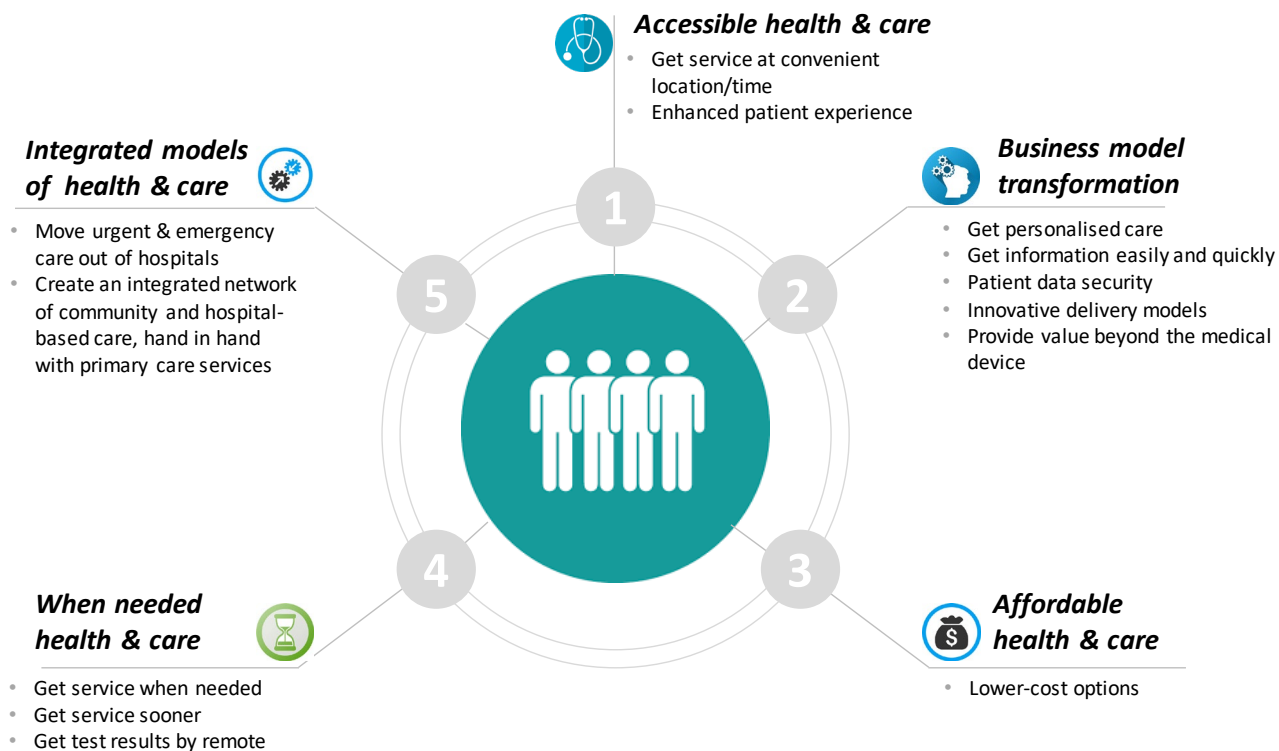 Accessible health & care
• Get service at convenient
location/time
• Enhanced patient experience
1
Business model
transformation
• Get personalised care
• Get information easily and quickly
• Patient data security
• Innovative delivery models
• Provide value beyond the medical
device
2
Affordable
health & care
$
• Lower-cost options
3
When needed
health & care
• Get service when needed
• Get service sooner
• Get test results by remote
4
Integrated models
of health & care
• Move urgent & emergency
care out of hospitals
• Create an integrated network
of community and hospital-
based care, hand in hand
with primary care services
5